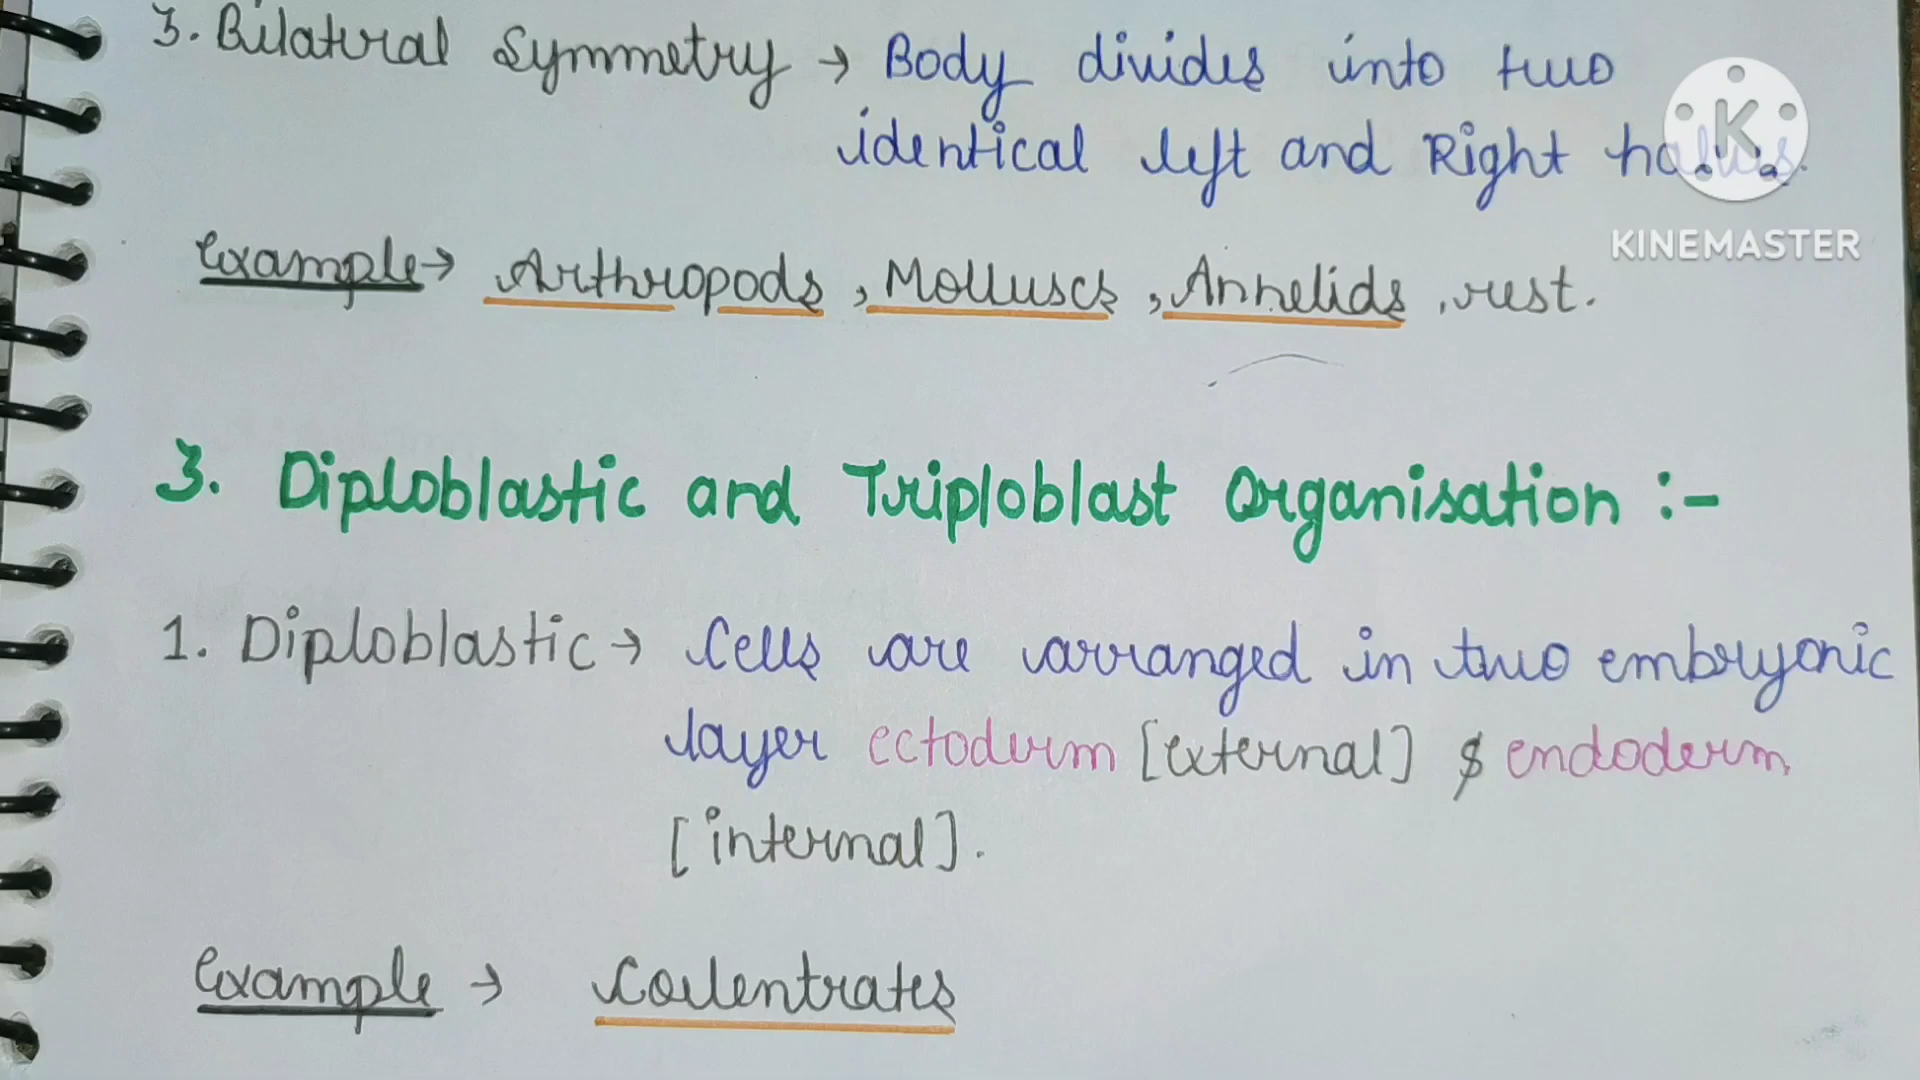 3. Bilateral Symmetry → Body divides into two
identical left and Right halves.
KINEMASTER
Example → Arthropods, Molluscs, Annelids, rest.
3. Diploblastic and Triploblast Organisation :-
1. Diploblastic → Cells are arranged in two embryonic
layer ectoderm [external] & endoderm
[internal].
Example → Coelentrates